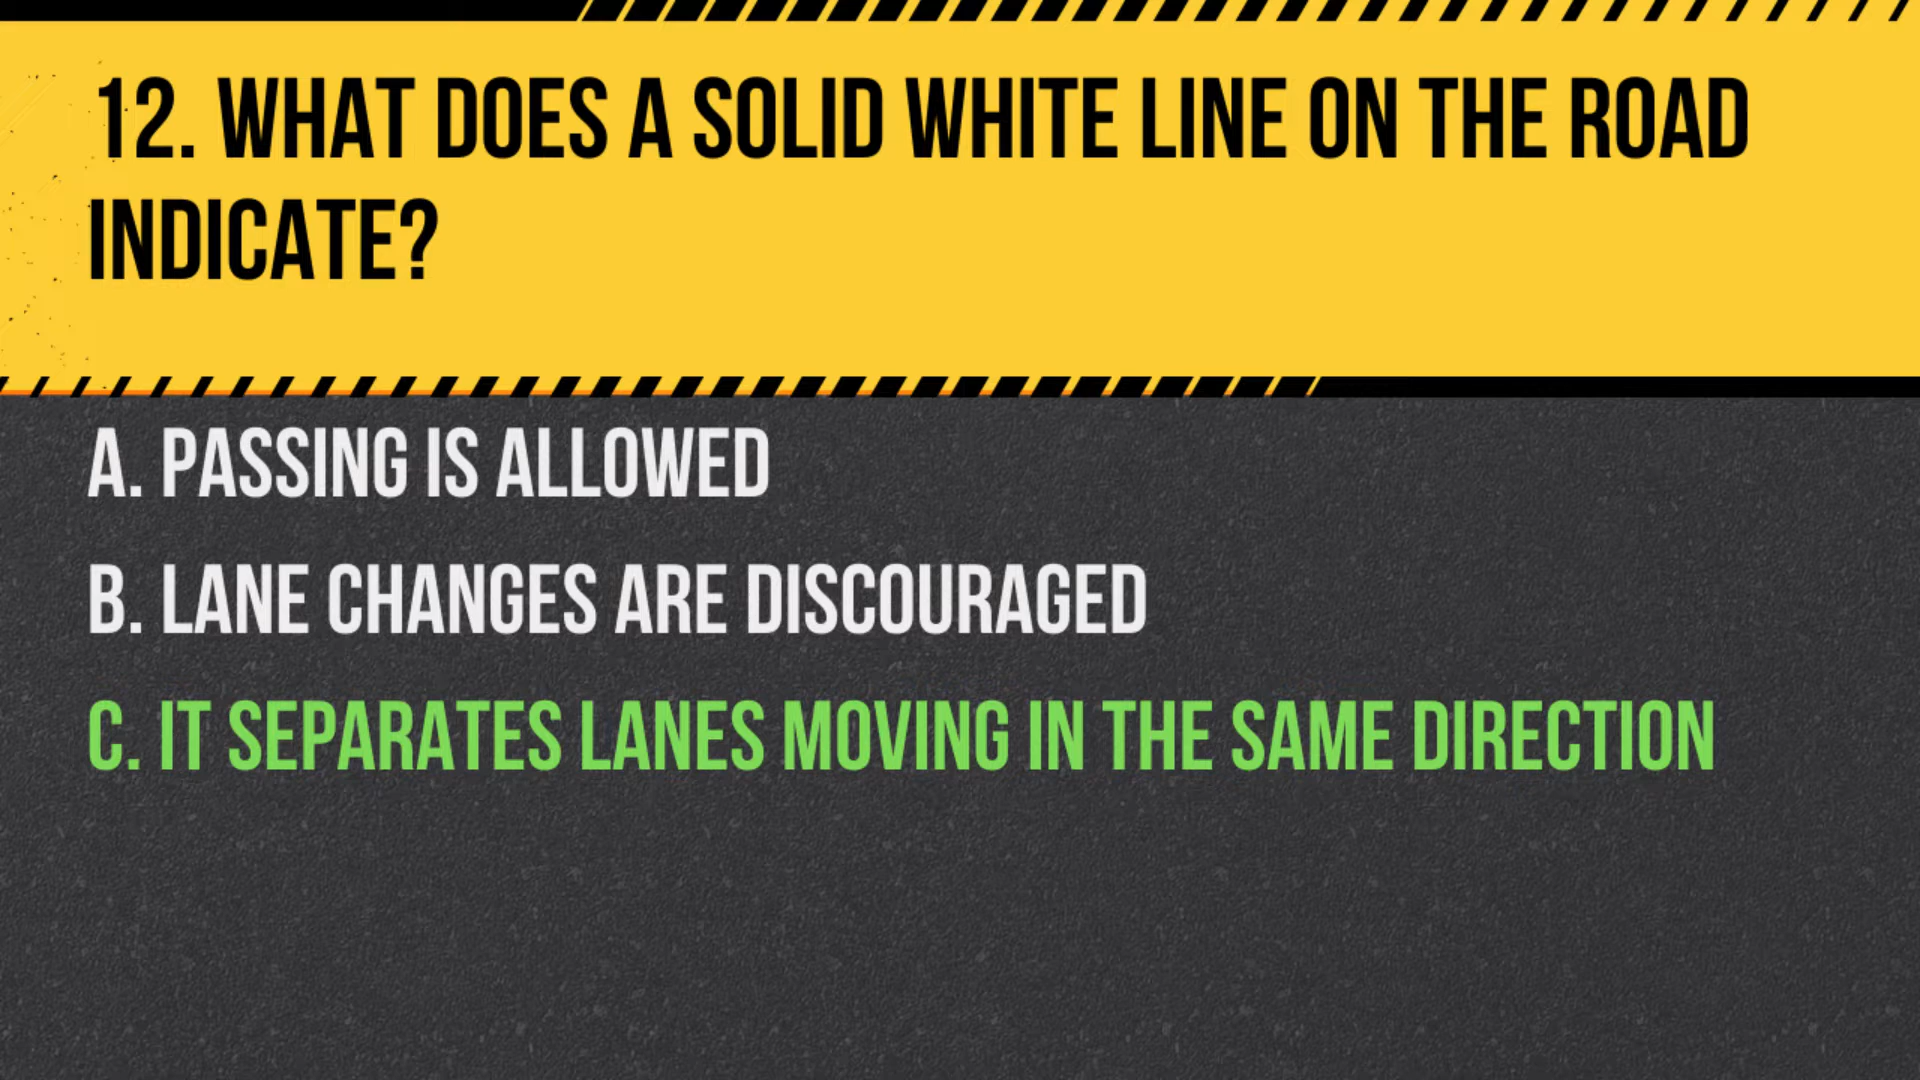 12. WHAT DOES A SOLID WHITE LINE ON THE ROAD
INDICATE?
A. PASSING IS ALLOWED
B. LANE CHANGES ARE DISCOURAGED
C. IT SEPARATES LANES MOVING IN THE SAME DIRECTION